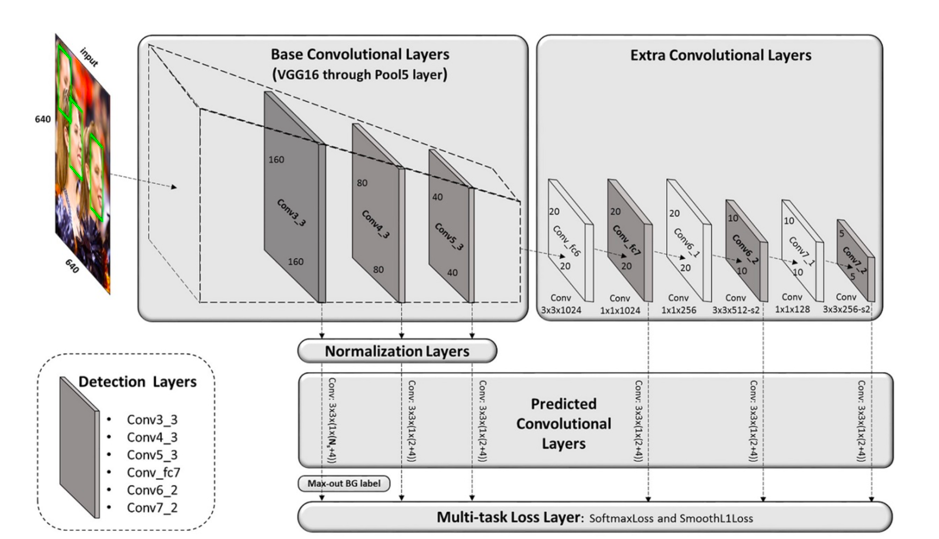 input
640
640
Base Convolutional Layers
(VGG16 through Pool5 layer)
160
Conv3_3
160
80
Conv4_3
80
40
Conv5_3
40
Extra Convolutional Layers
20
Conv_fc6
20
20
Conv_fc7
20
20
Conv6_1
20
10
Conv6_2
10
10
Conv7_1
10
5
Conv7_2
5
Conv
3x3x1024
Conv
1x1x1024
Conv
1x1x256
Conv
3x3x512-s2
Conv
1x1x128
Conv
3x3x256-s2
Normalization Layers
Conv: 3x3x(1x(Ns+4))
Conv: 3x3x(1x(2+4))
Conv: 3x3x(1x(2+4))
Predicted
Convolutional
Layers
Conv: 3x3x(1x(2+4))
Conv: 3x3x(1x(2+4))
Conv: 3x3x(1x(2+4))
Max-out BG label
Multi-task Loss Layer: SoftmaxLoss and SmoothL1Loss
Detection Layers
• Conv3_3
• Conv4_3
• Conv5_3
• Conv_fc7
• Conv6_2
• Conv7_2